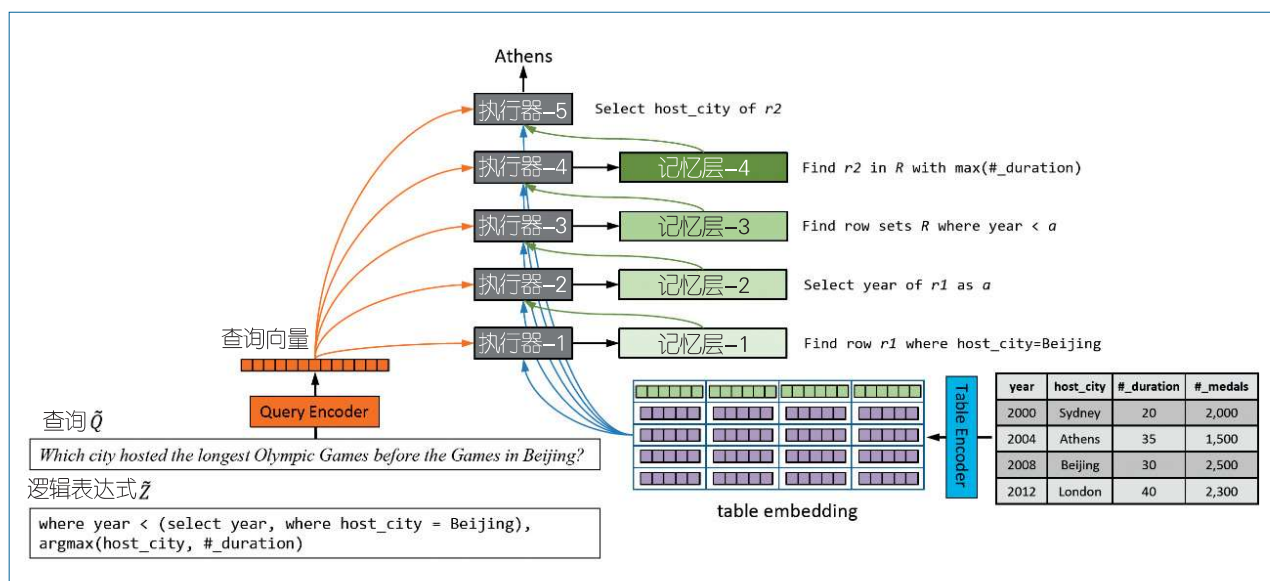 Athens
执行器-5
Select host_city of r2
执行器-4
记忆层-4
Find r2 in R with max(#_duration)
执行器-3
记忆层-3
Find row sets R where year < a
执行器-2
记忆层-2
Select year of r1 as a
执行器-1
记忆层-1
Find row r1 where host_city=Beijing
查询向量
Query Encoder
查询 Q̃
Which city hosted the longest Olympic Games before the Games in Beijing?
逻辑表达式 Z̃
where year < (select year, where host_city = Beijing),
argmax(host_city, #_duration)
table embedding
Table Encoder
year host_city #_duration #_medals
2000 Sydney 20 2,000
2004 Athens 35 1,500
2008 Beijing 30 2,500
2012 London 40 2,300